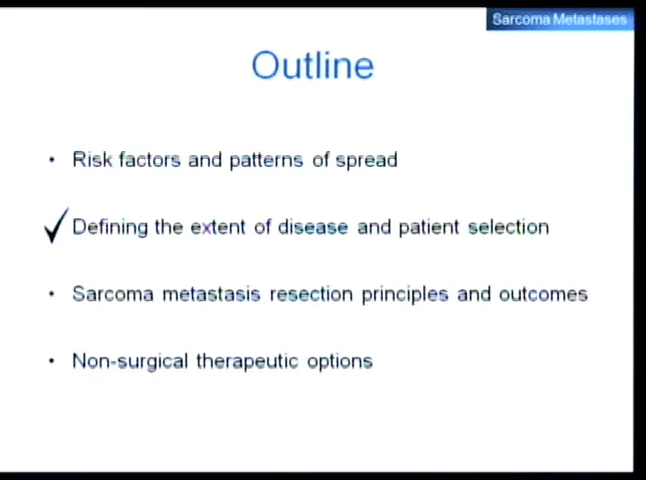 Sarcoma Metastases
Outline
• Risk factors and patterns of spread
Defining the extent of disease and patient selection
• Sarcoma metastasis resection principles and outcomes
• Non-surgical therapeutic options